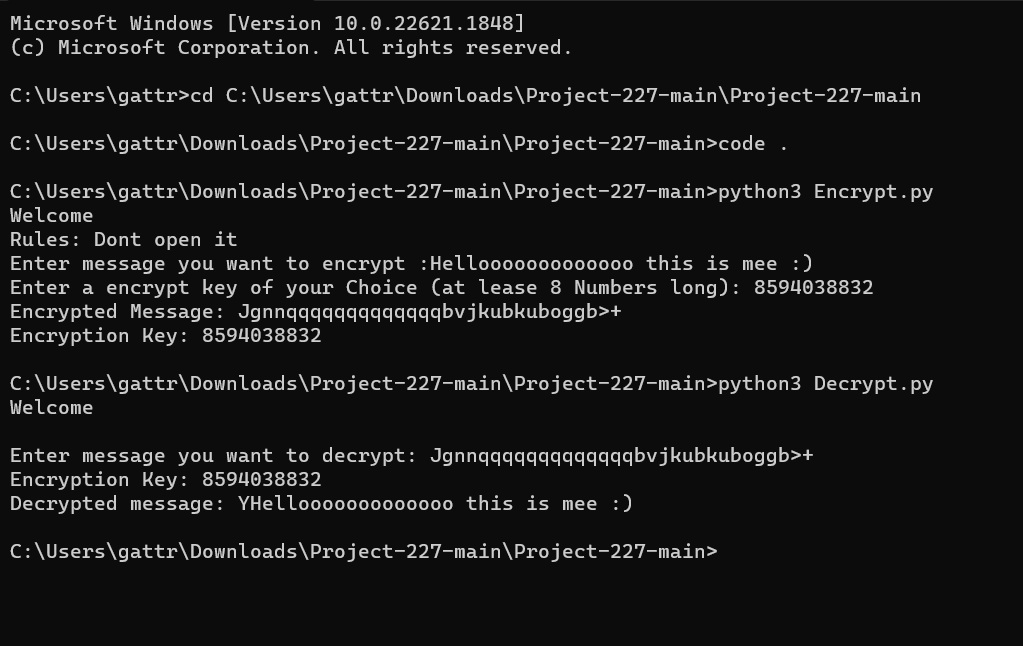 Microsoft Windows [Version 10.0.22621.1848]
(c) Microsoft Corporation. All rights reserved.
C:\Users\gattr>cd C:\Users\gattr\Downloads\Project-227-main\Project-227-main
C:\Users\gattr\Downloads\Project-227-main\Project-227-main>code .
C:\Users\gattr\Downloads\Project-227-main\Project-227-main>python3 Encrypt.py
Welcome
Rules: Dont open it
Enter message you want to encrypt :Hellooooooooooooo this is mee :)
Enter a encrypt key of your Choice (at lease 8 Numbers long): 8594038832
Encrypted Message: Jgnnqqqqqqqqqqqqqbvjkubkuboggb>+
Encryption Key: 8594038832
C:\Users\gattr\Downloads\Project-227-main\Project-227-main>python3 Decrypt.py
Welcome
Enter message you want to decrypt: Jgnnqqqqqqqqqqqqqbvjkubkuboggb>+
Encryption Key: 8594038832
Decrypted message: YHellooooooooooooo this is mee :)
C:\Users\gattr\Downloads\Project-227-main\Project-227-main>